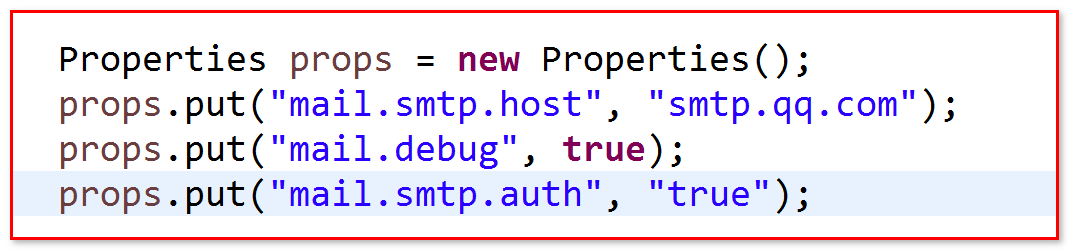 Properties props = new Properties();
props.put("mail.smtp.host", "smtp.qq.com");
props.put("mail.debug", true);
props.put("mail.smtp.auth", "true");